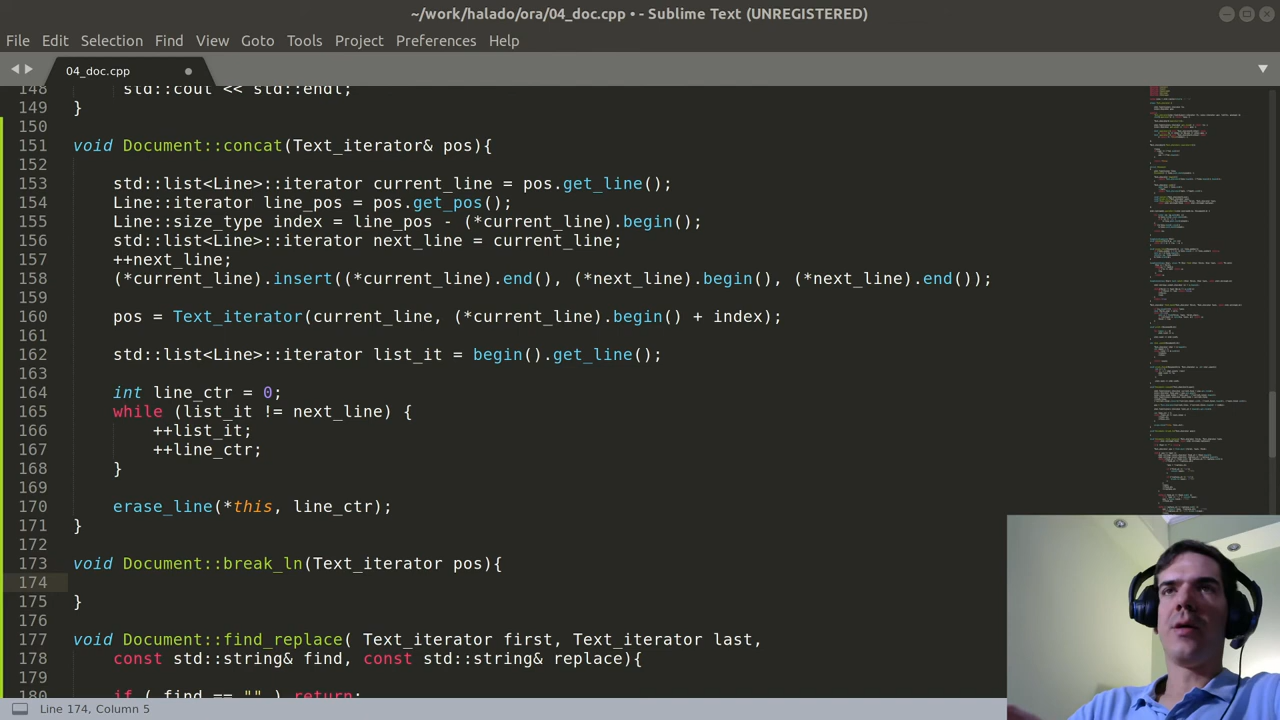 ~/work/halado/ora/04_doc.cpp • - Sublime Text (UNREGISTERED)
File Edit Selection Find View Goto Tools Project Preferences Help
04_doc.cpp
148 std::cout << std::endl;
149 }
150
151 void Document::concat(Text_iterator& pos){
152
153 std::list<Line>::iterator current_line = pos.get_line();
154 Line::iterator line_pos = pos.get_pos();
155 Line::size_type index = line_pos - (*current_line).begin();
156 std::list<Line>::iterator next_line = current_line;
157 ++next_line;
158 (*current_line).insert((*current_line).end(), (*next_line).begin(), (*next_line).end());
159
160 pos = Text_iterator(current_line, (*current_line).begin() + index);
161
162 std::list<Line>::iterator list_it = begin().get_line();
163
164 int line_ctr = 0;
165 while (list_it != next_line) {
166 ++list_it;
167 ++line_ctr;
168 }
169
170 erase_line(*this, line_ctr);
171 }
172
173 void Document::break_ln(Text_iterator pos){
174
175 }
176
177 void Document::find_replace( Text_iterator first, Text_iterator last,
178 const std::string& find, const std::string& replace){
179
180 if ( find == "" ) return;
Line 174, Column 5